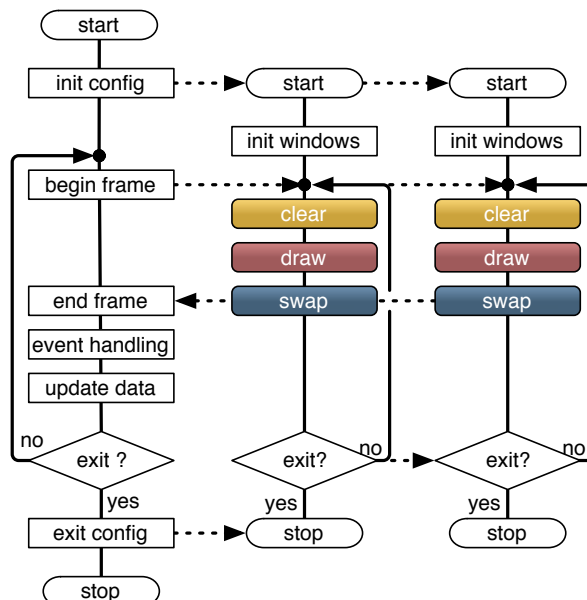 start
init config
start
start
init windows
init windows
begin frame
clear
clear
draw
draw
end frame
swap
swap
event handling
update data
no
exit ?
exit?
no
exit?
no
yes
yes
yes
exit config
stop
stop
stop